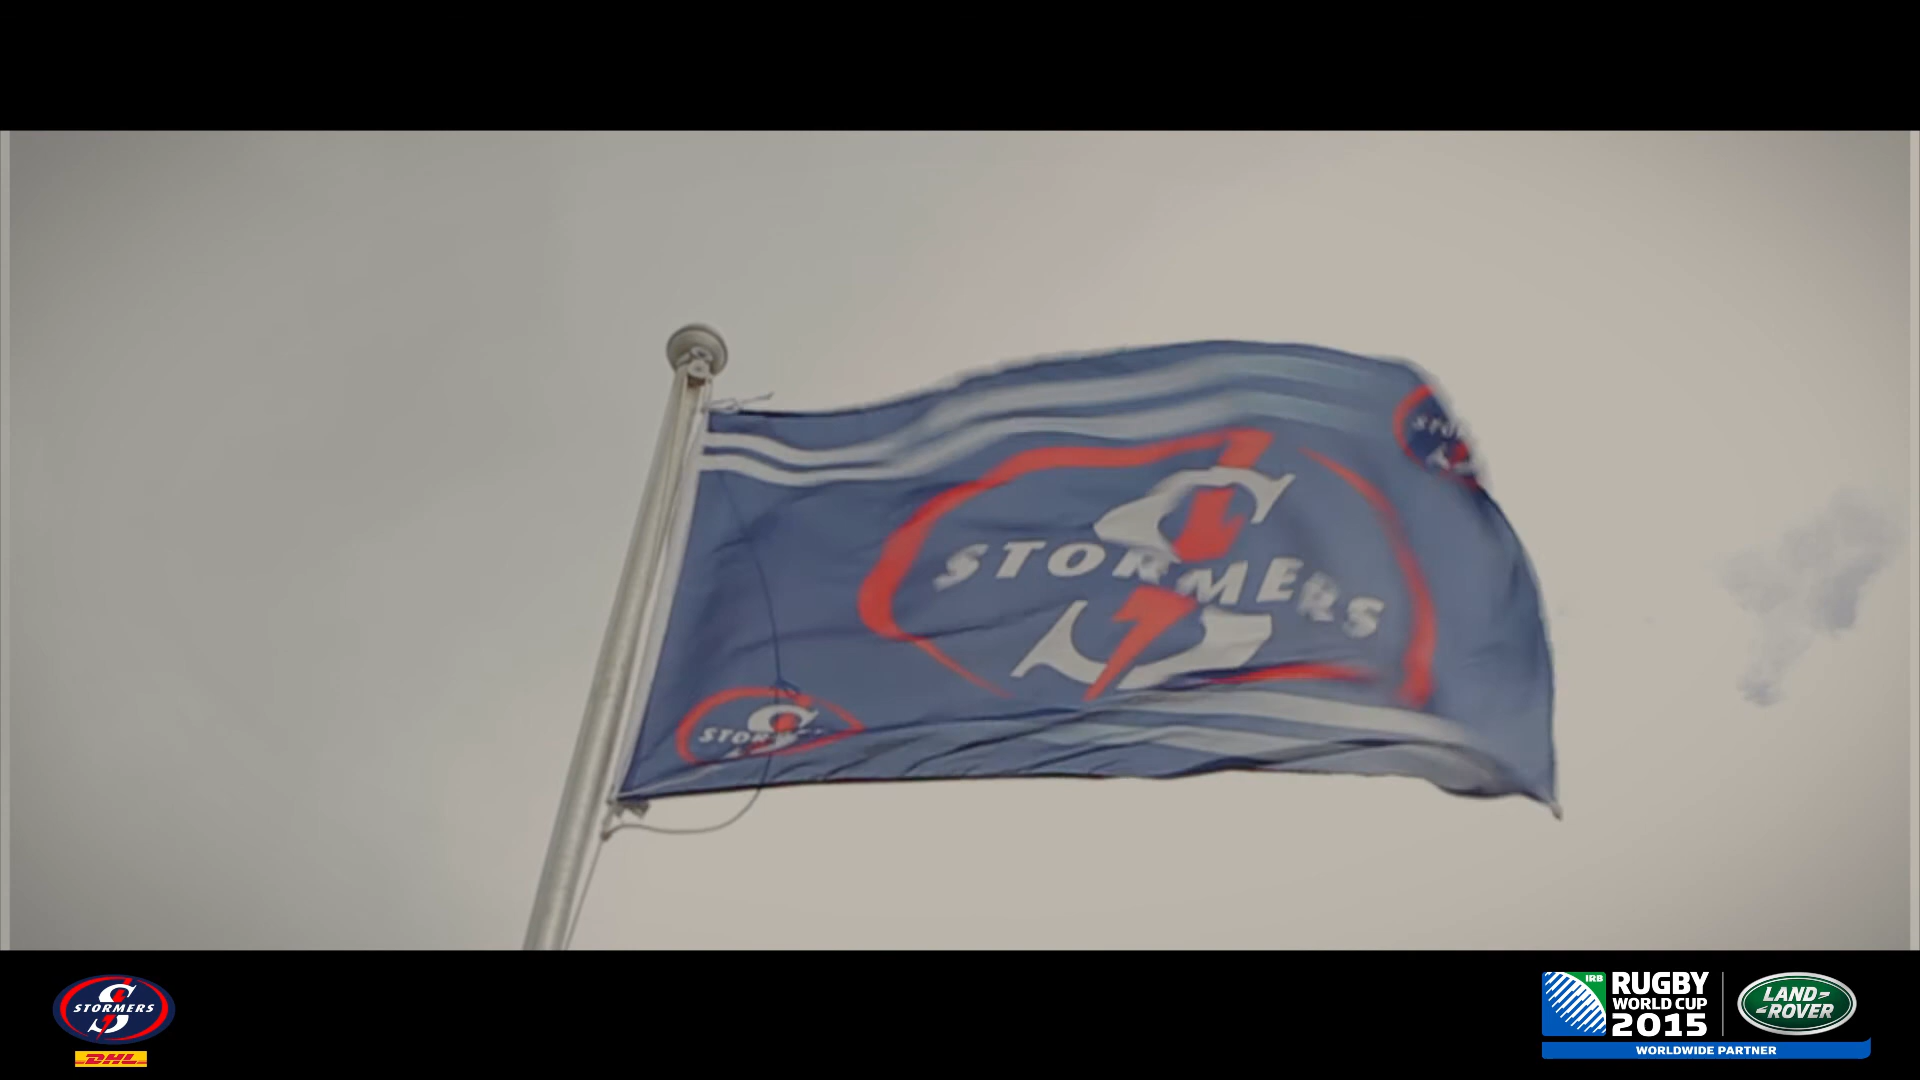 STORMERS
STORMERS
DHL
IRB
RUGBY
WORLD CUP
2015
LAND-
-ROVER
WORLDWIDE PARTNER